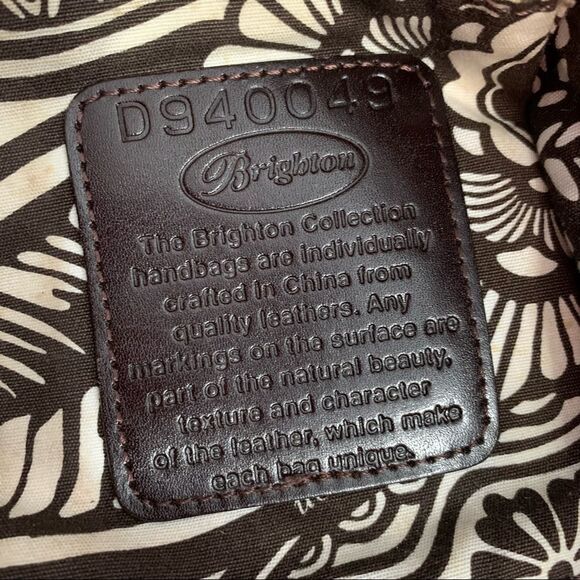 D940049
Brighton
The Brighton Collection
handbags are individually
crafted in China from
quality leathers. Any
markings on the surface are
part of the natural beauty,
texture and character
of the leather, which make
each bag unique.